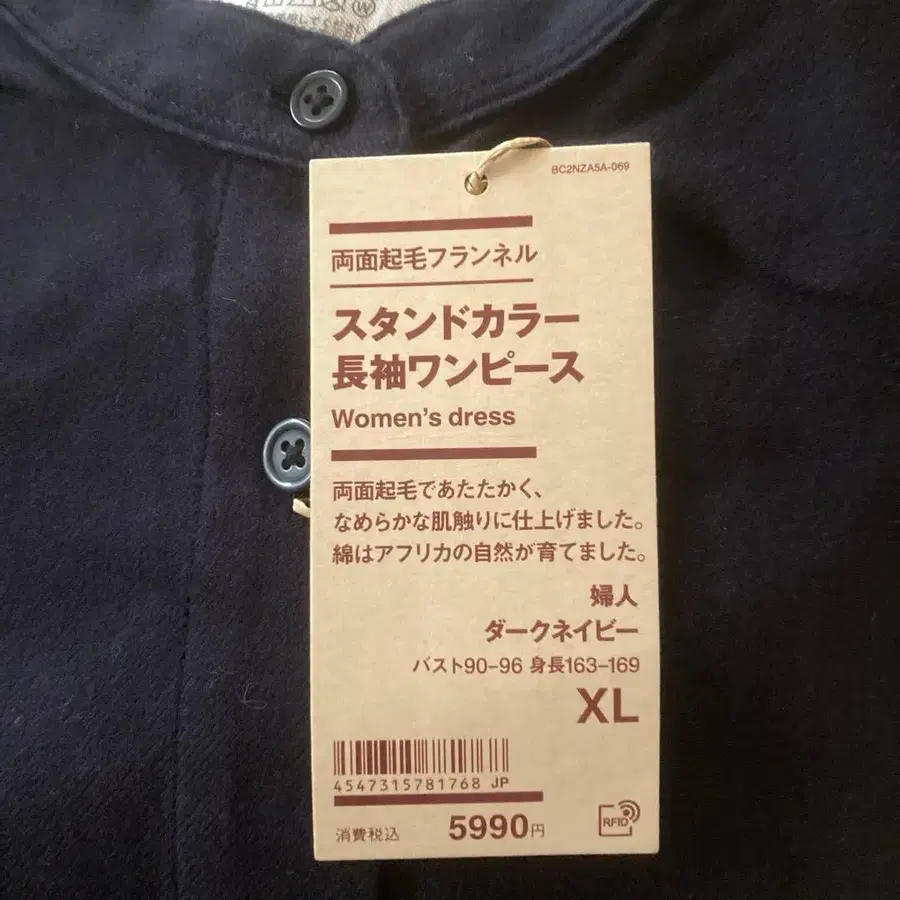 BC2NZA5A-069
両面起毛フランネル
スタンドカラー
長袖ワンピース
Women's dress
両面起毛であたたかく、
なめらかな肌触りに仕上げました。
綿はアフリカの自然が育てました。
婦人
ダークネイビー
バスト90-96 身長163-169
XL
4547315781768 JP
消費税込 5990円
RFID